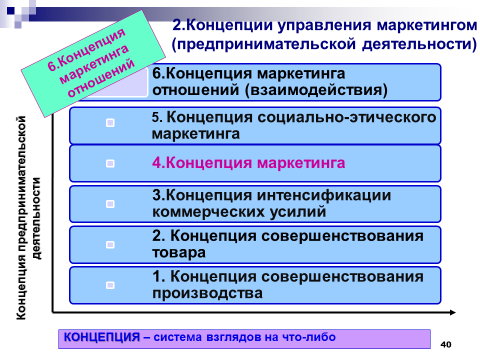 2.Концепции управления маркетингом
(предпринимательской деятельности)
6.Концепция
маркетинга
отношений
6.Концепция маркетинга
отношений (взаимодействия)
5. Концепция социально-этического
маркетинга
4.Концепция маркетинга
3.Концепция интенсификации
коммерческих усилий
2. Концепция совершенствования
товара
1. Концепция совершенствования
производства
Концепция предпринимательской
деятельности
КОНЦЕПЦИЯ – система взглядов на что-либо
40